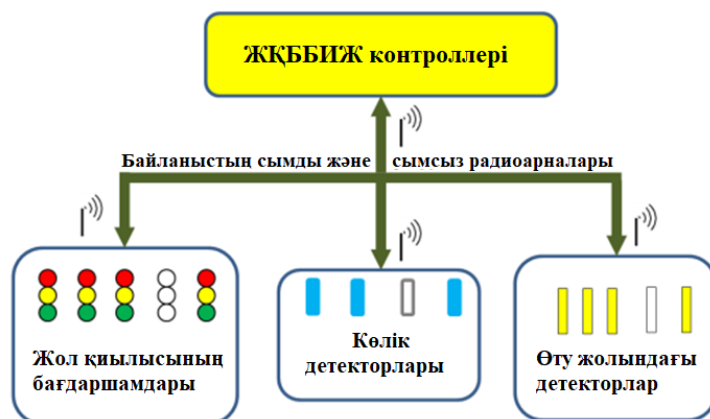 ЖҚББИЖ контроллері
Байланыстың сымды және сымсыз радиоарналары
Жол қиылысының
бағдаршамдары
Көлік
детекторлары
Өту жолындағы
детекторлар